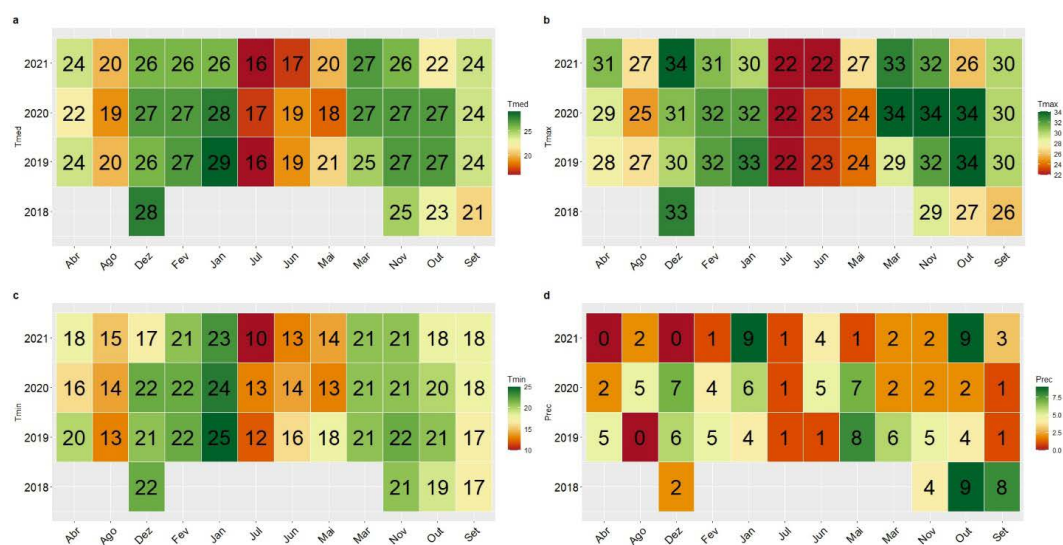 a
2021 24 20 26 26 26 16 17 20 27 26 22 24
2020 22 19 27 27 28 17 19 18 27 27 27 24
2019 24 20 26 27 29 16 19 21 25 27 27 24
2018 28 25 23 21
Tmed
Abr Ago Dez Fev Jan Jul Jun Mai Mar Nov Out Set
Tmed
25
20
b
2021 31 27 34 31 30 22 22 27 33 32 26 30
2020 29 25 31 32 32 22 23 24 34 34 34 30
2019 28 27 30 32 33 22 23 24 29 32 34 30
2018 33 29 27 26
Tmax
Abr Ago Dez Fev Jan Jul Jun Mai Mar Nov Out Set
Tmax
34
32
30
28
26
24
22
c
2021 18 15 17 21 23 10 13 14 21 21 18 18
2020 16 14 22 22 24 13 14 13 21 21 20 18
2019 20 13 21 22 25 12 16 18 21 22 21 17
2018 22 21 19 17
Tmin
Abr Ago Dez Fev Jan Jul Jun Mai Mar Nov Out Set
Tmin
25
20
15
10
d
2021 0 2 0 1 9 1 4 1 2 2 9 3
2020 2 5 7 4 6 1 5 7 2 2 2 1
2019 5 0 6 5 4 1 1 8 6 5 4 1
2018 2 4 9 8
Prec
Abr Ago Dez Fev Jan Jul Jun Mai Mar Nov Out Set
Prec
7.5
5.0
2.5
0.0